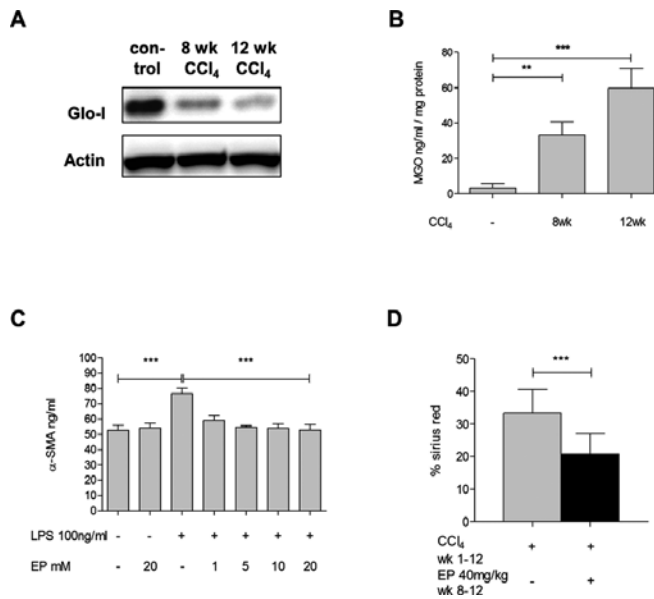 A
con-
trol
8 wk
CCl₄
12 wk
CCl₄
Glo-I
Actin
B
MGO ng/ml / mg protein
80
60
40
20
0
**
***
CCl₄
-
8wk
12wk
C
α-SMA ng/ml
100
90
80
70
60
50
40
30
20
10
0
***
***
LPS 100ng/ml - - + + + + +
EP mM - 20 - 1 5 10 20
D
% sirius red
50
40
30
20
10
0
***
CCl₄
wk 1-12
+ +
EP 40mg/kg
wk 8-12
- +